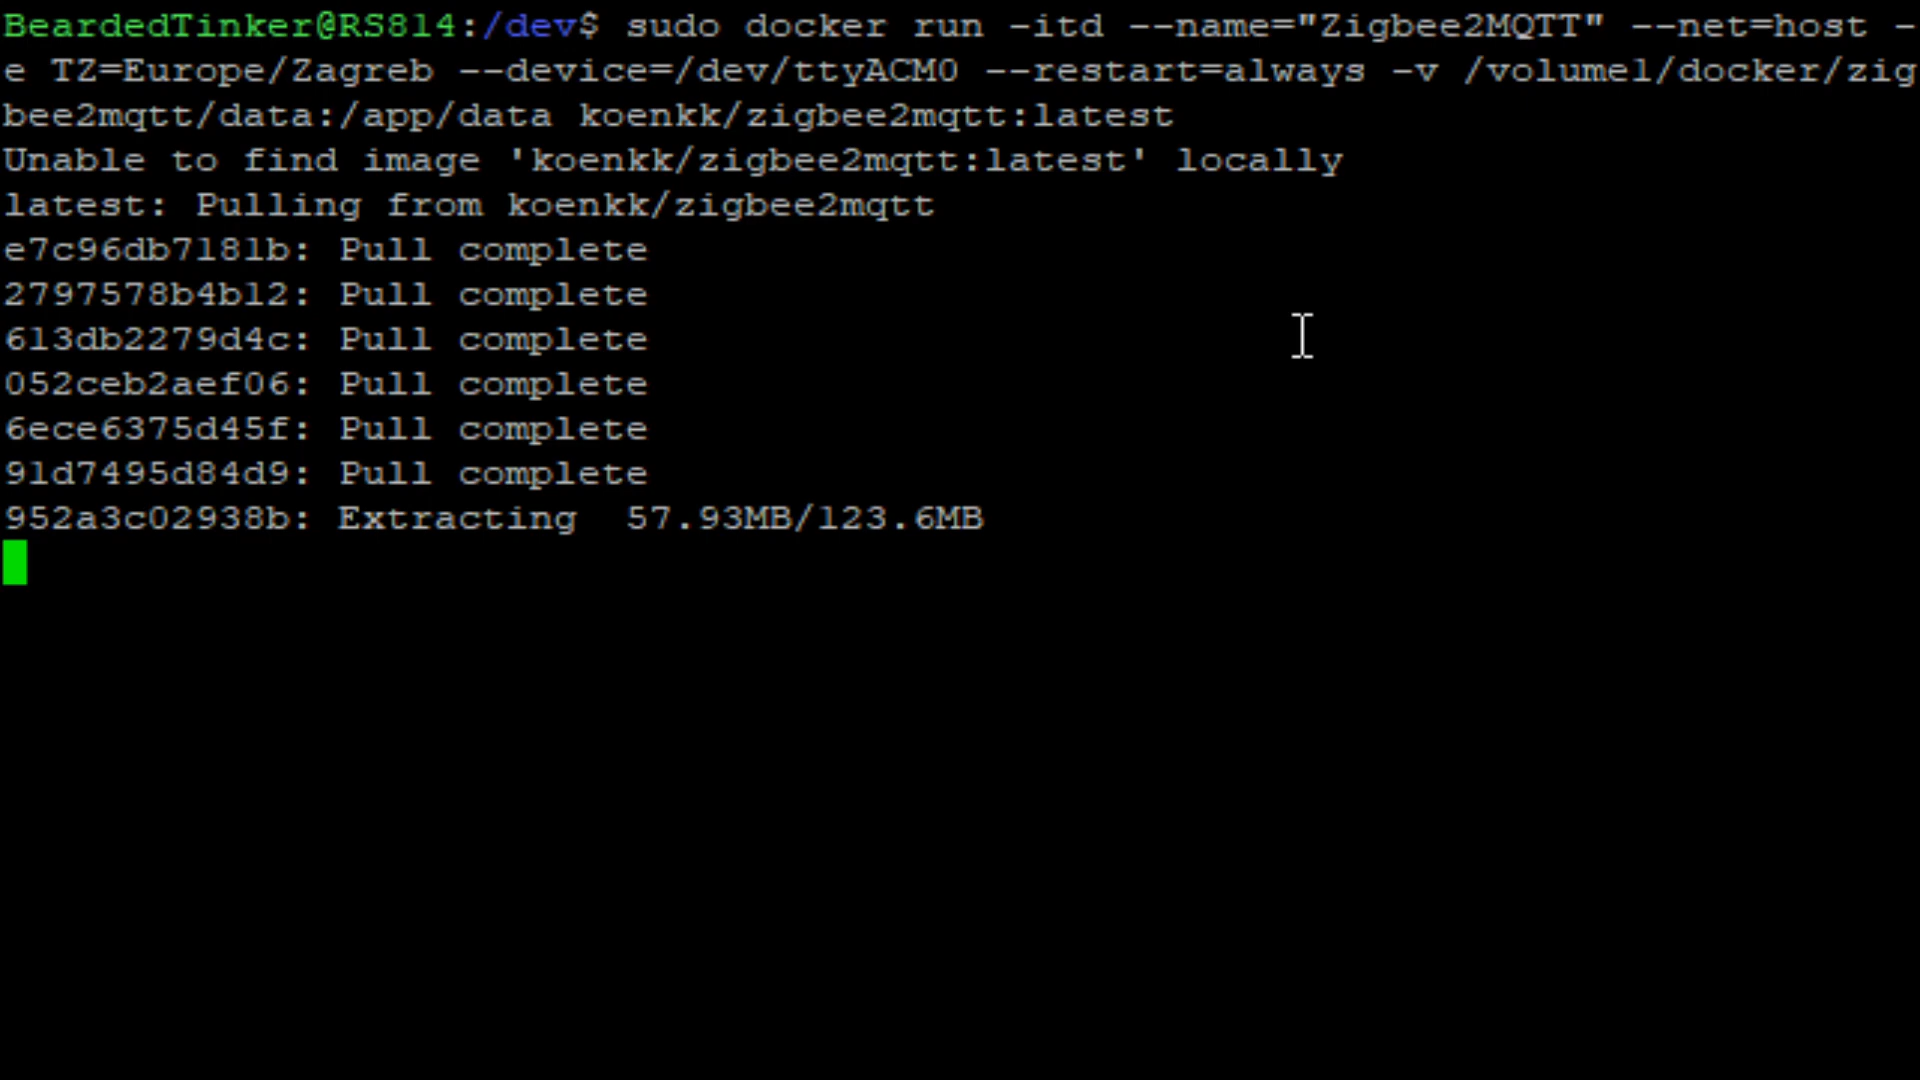 BeardedTinker@RS814:/dev$ sudo docker run -itd --name="Zigbee2MQTT" --net=host -
e TZ=Europe/Zagreb --device=/dev/ttyACM0 --restart=always -v /volume1/docker/zig
bee2mqtt/data:/app/data koenkk/zigbee2mqtt:latest
Unable to find image 'koenkk/zigbee2mqtt:latest' locally
latest: Pulling from koenkk/zigbee2mqtt
e7c96db7181b: Pull complete
2797578b4b12: Pull complete
613db2279d4c: Pull complete
052ceb2aef06: Pull complete
6ece6375d45f: Pull complete
91d7495d84d9: Pull complete
952a3c02938b: Extracting  57.93MB/123.6MB